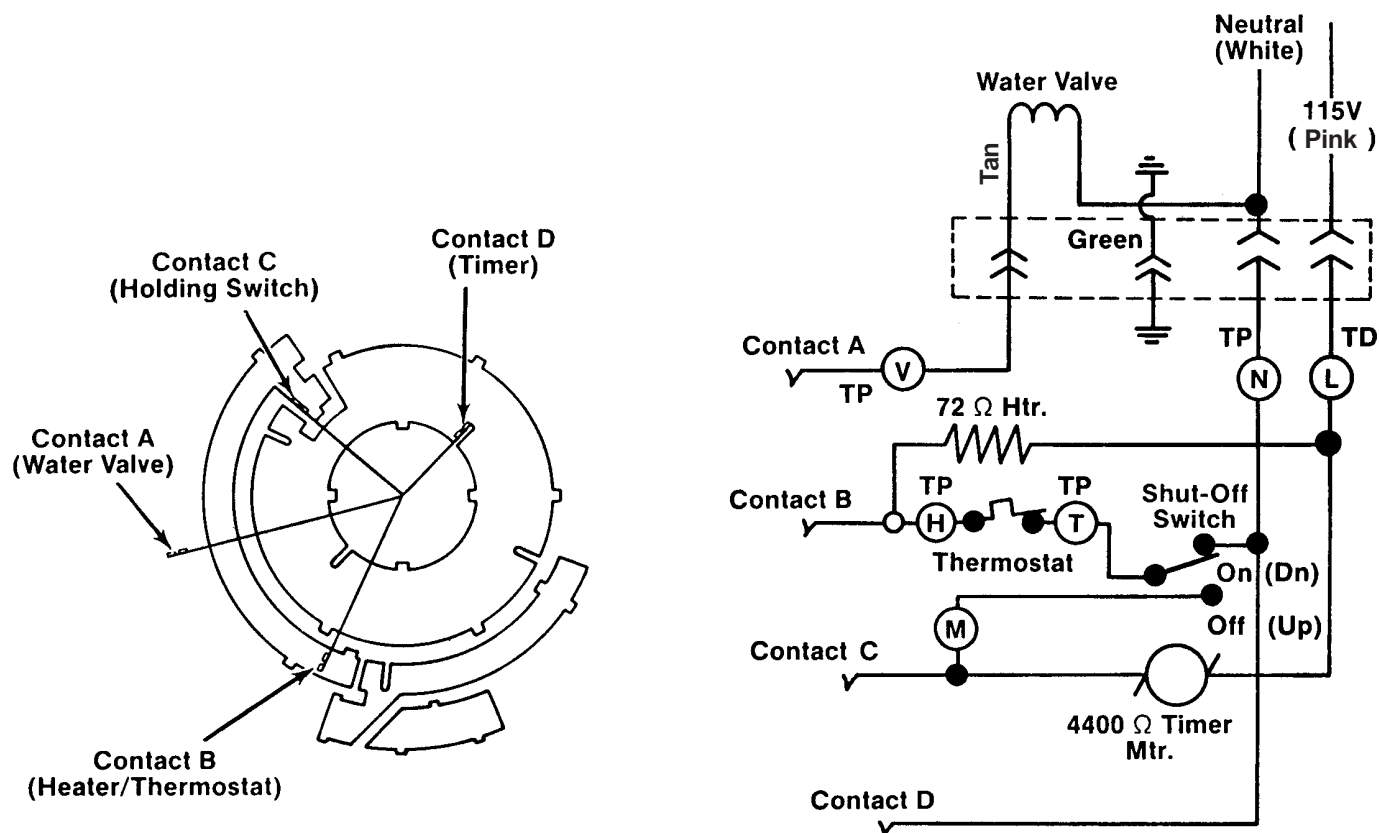 Contact D
(Timer)
Contact C
(Holding Switch)
Contact A
(Water Valve)
Contact B
(Heater/Thermostat)
Neutral
(White)
Water Valve
115V
( Pink )
Tan
Green
TP
TD
Contact A
V
TP
N
L
72 Ω Htr.
Contact B
TP
TP
H
T
Thermostat
Shut-Off
Switch
On (Dn)
Off (Up)
M
Contact C
4400 Ω Timer
Mtr.
Contact D